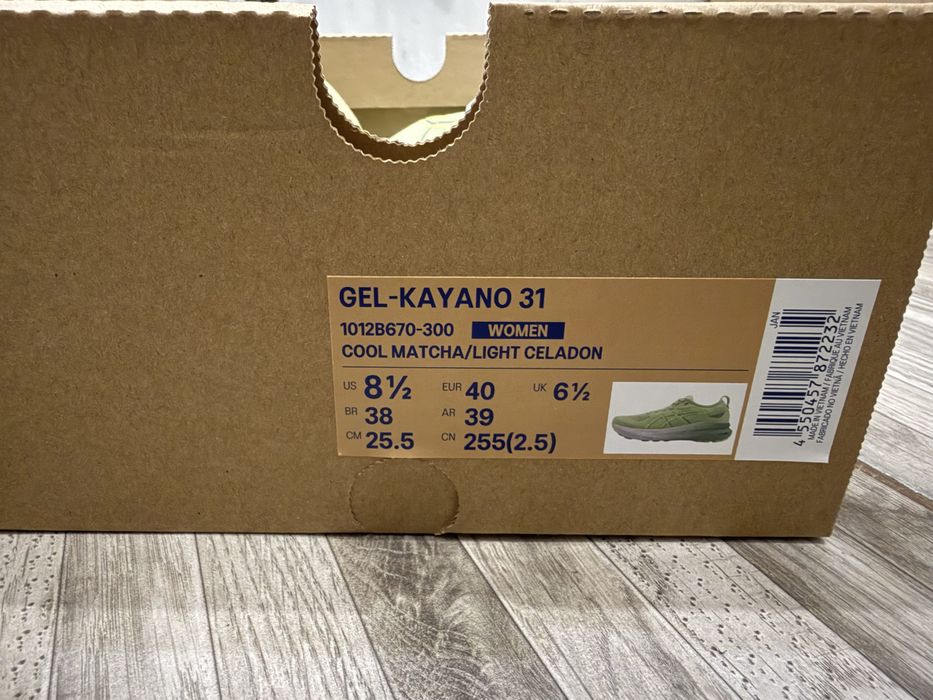 GEL-KAYANO 31
1012B670-300 WOMEN
COOL MATCHA/LIGHT CELADON
US 8½ EUR 40 UK 6½
BR 38 AR 39
CM 25.5 CN 255(2.5)
JAN
4 550457 872232
MADE IN VIETNAM / FABRIQUÉ AU VIETNAM
FABRICADO NO VIETNÃ / HECHO EN VIETNAM